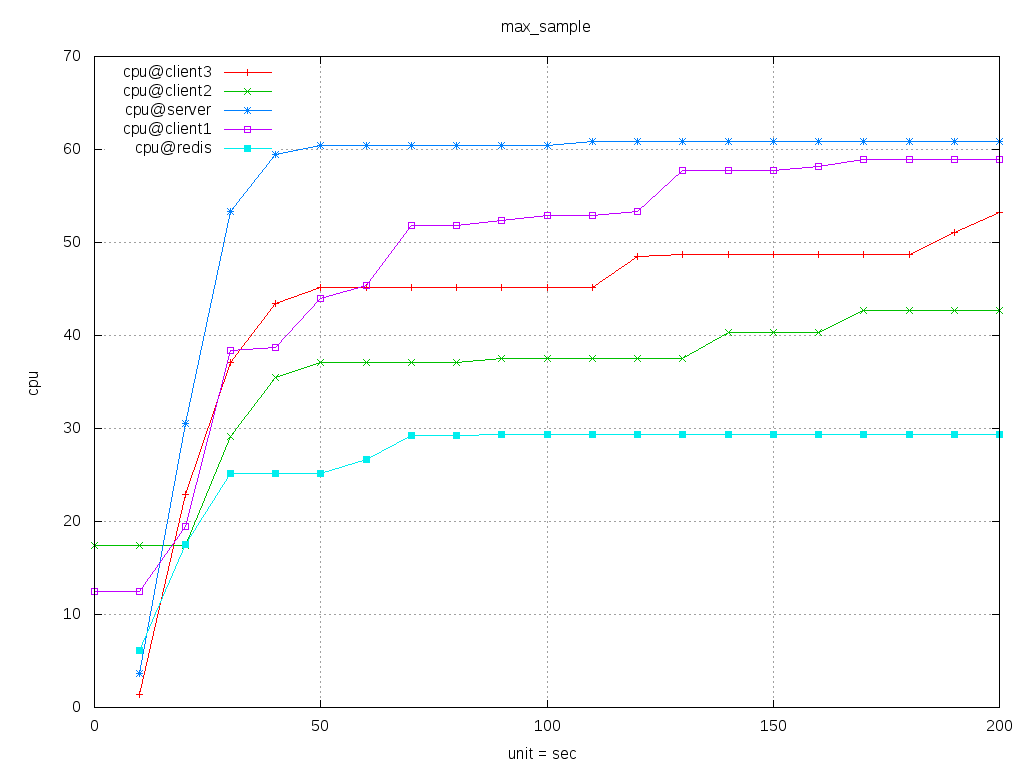 max_sample
70
60
50
40
30
20
10
0
cpu@client3
cpu@client2
cpu@server
cpu@client1
cpu@redis
cpu
0 50 100 150 200
unit = sec